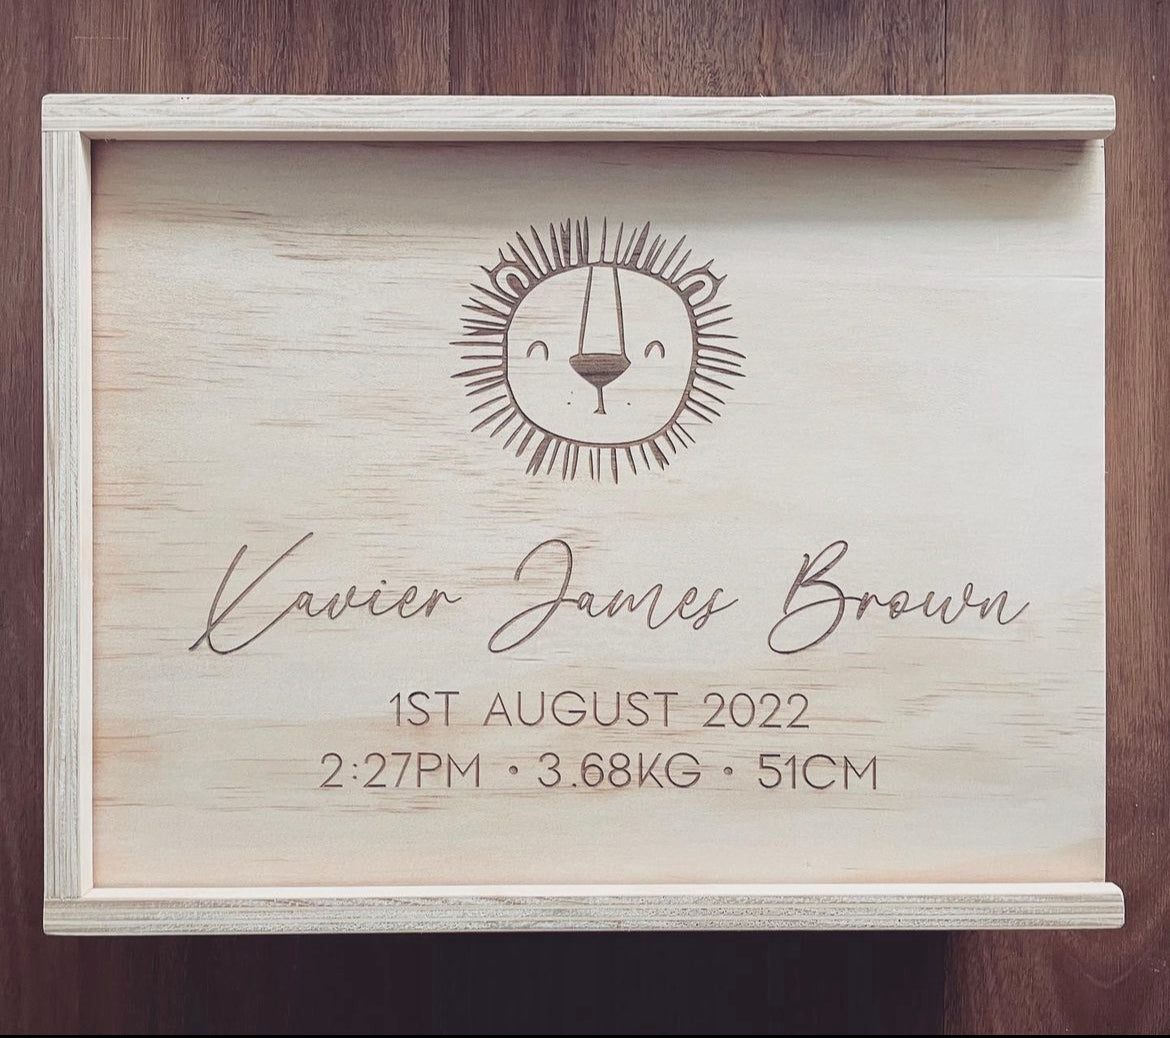 Xavier James Brown
1ST AUGUST 2022
2:27PM • 3.68KG • 51CM